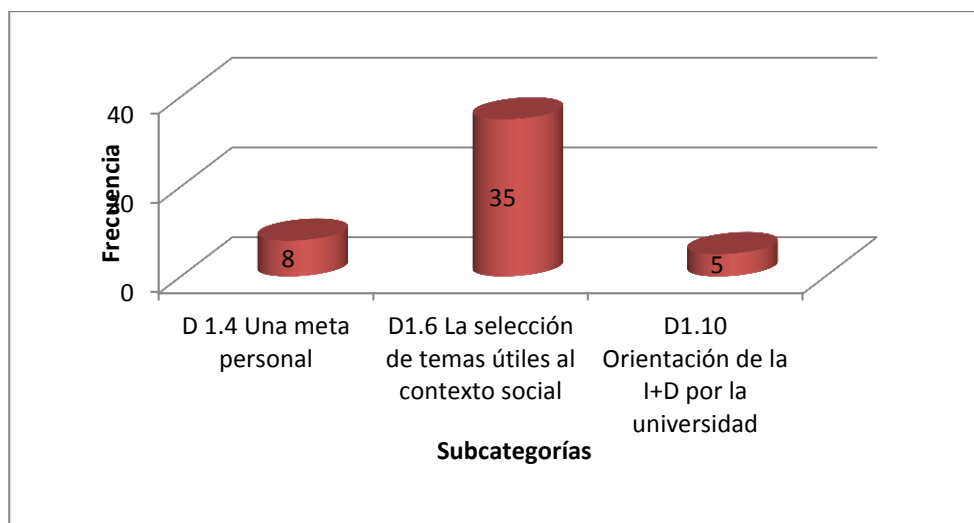 Frecuencia
40
20
0
8
35
5
D 1.4 Una meta
personal
D1.6 La selección
de temas útiles al
contexto social
D1.10
Orientación de la
I+D por la
universidad
Subcategorías